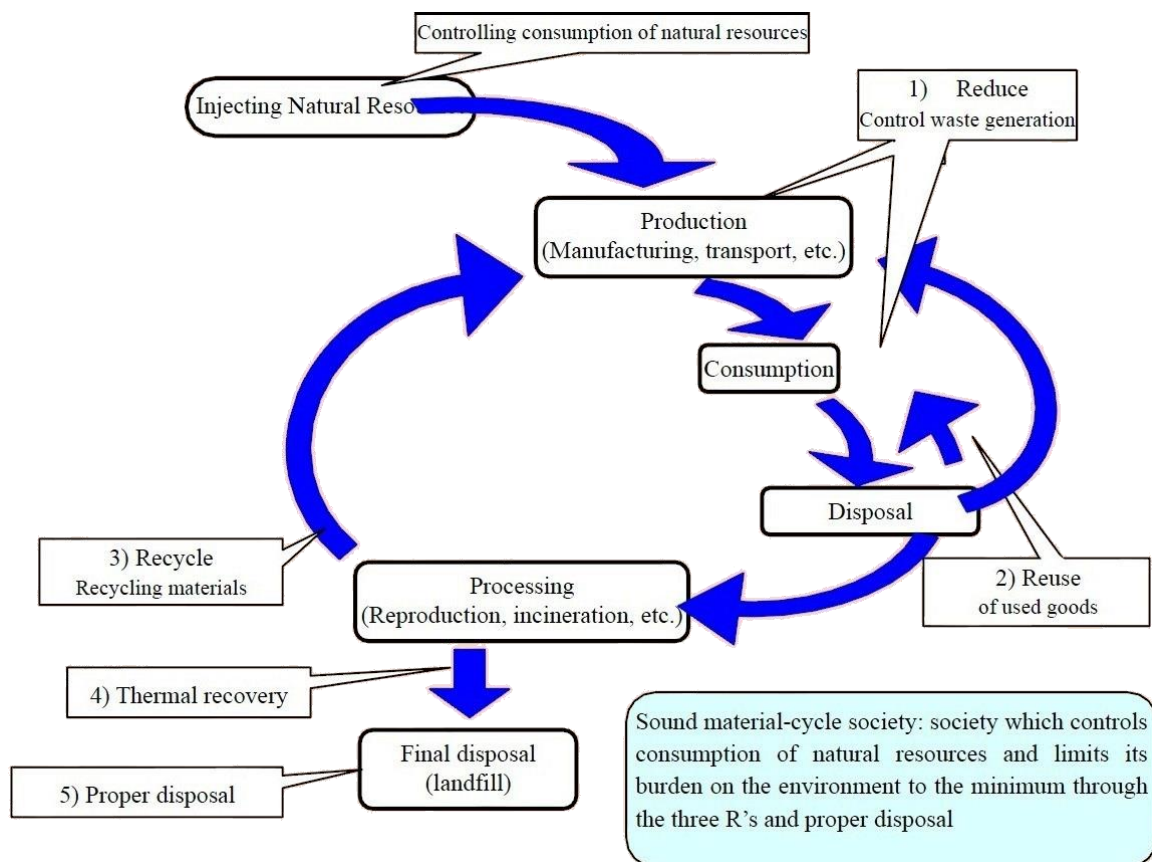 Controlling consumption of natural resources
Injecting Natural Reso
1) Reduce
Control waste generation
Production
(Manufacturing, transport, etc.)
Consumption
Disposal
3) Recycle
Recycling materials
Processing
(Reproduction, incineration, etc.)
2) Reuse
of used goods
4) Thermal recovery
Final disposal
(landfill)
5) Proper disposal
Sound material-cycle society: society which controls
consumption of natural resources and limits its
burden on the environment to the minimum through
the three R's and proper disposal